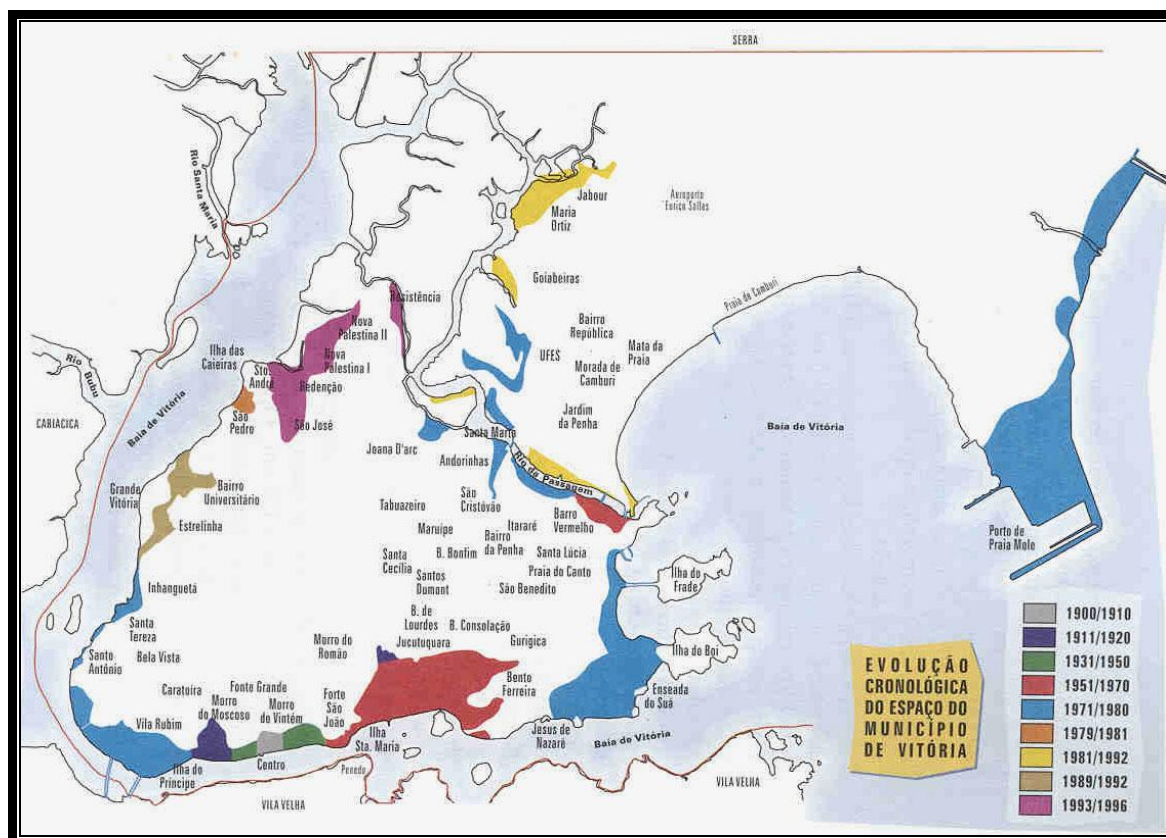 SERRA
Rio Santa Maria
Jabour
Maria
Ortiz
Aeroporto
Eurico Salles
Goiabeiras
Resistência
Praia de Camburi
Nova
Palestina II
Bairro
República
Ilha das
Caieiras
Nova
Palestina I
UFES
Mata da
Praia
Sto.
André
Redenção
Morada de
Camburi
Rio Bubu
São
Pedro
São José
Jardim
da Penha
CARIACICA
Baia de Vitória
Santa Marta
Baia de Vitória
Joana D'arc
Andorinhas
Rio da Passagem
Grande
Vitória
Bairro
Universitário
São
Cristóvão
Tabuazeiro
Barro
Vermelho
Estrelinha
Itararé
Maruípe
Bairro
da Penha
Porto de
Praia Mole
Santa
Cecília
B. Bonfim
Santa Lúcia
Santos
Dumont
Praia do Canto
Ilha do
Frade
Inhanguetá
São Benedito
B. de
Lourdes
Santa
Tereza
B. Consolação
Morro do
Romão
Jucutuquara
Gurigica
Ilha do Boi
Santo
Antônio
Bela Vista
Bento
Ferreira
Caratoíra
Fonte Grande
Forte
São
João
Enseada
do Suá
Morro
do Moscoso
Morro
do Vintém
Vila Rubim
Ilha
Sta. Maria
Jesus de
Nazaré
Baia de Vitória
Ilha do
Príncipe
Centro
Penedo
VILA VELHA
VILA VELHA
EVOLUÇÃO
CRONOLÓGICA
DO ESPAÇO DO
MUNICÍPIO
DE VITÓRIA
1900/1910
1911/1920
1931/1950
1951/1970
1971/1980
1979/1981
1981/1992
1989/1992
1993/1996